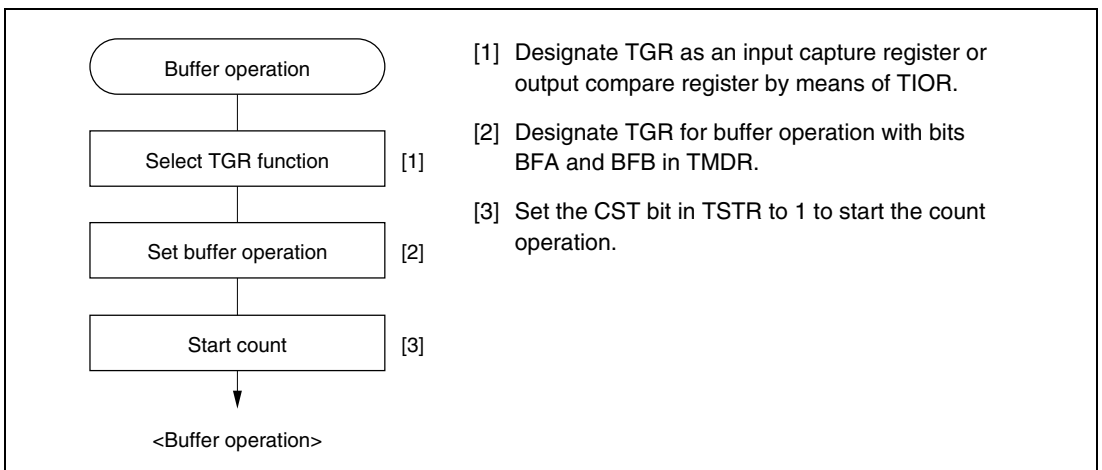 Buffer operation
Select TGR function [1]
Set buffer operation [2]
Start count [3]
<Buffer operation>
[1] Designate TGR as an input capture register or
output compare register by means of TIOR.
[2] Designate TGR for buffer operation with bits
BFA and BFB in TMDR.
[3] Set the CST bit in TSTR to 1 to start the count
operation.